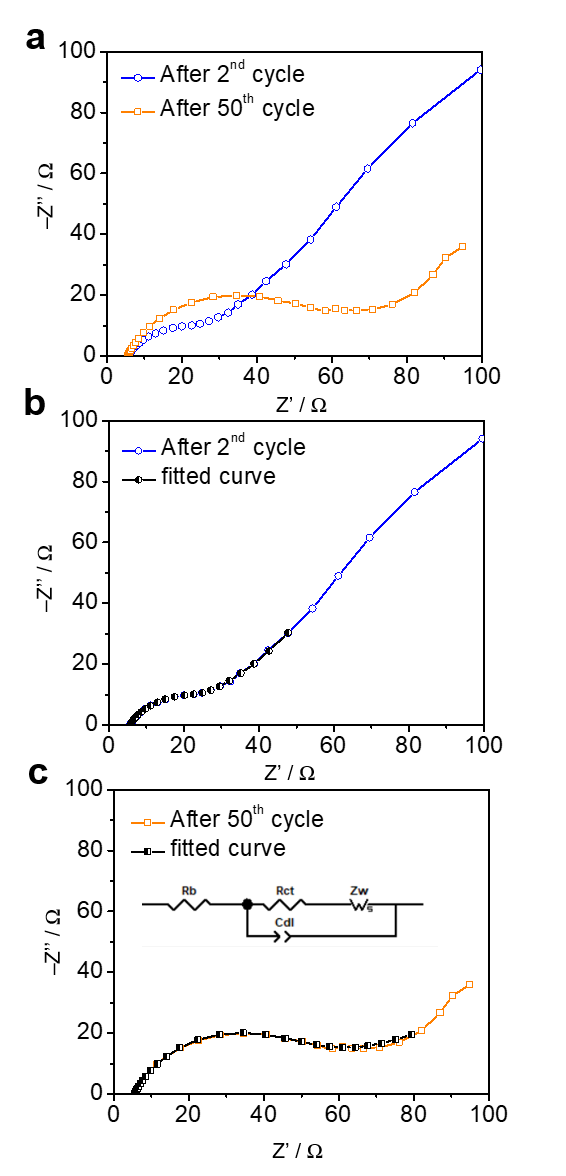 a
100
80
60
40
20
0
After 2nd cycle
After 50th cycle
–Z” / Ω
0 20 40 60 80 100
Z’ / Ω
b
100
80
60
40
20
0
After 2nd cycle
fitted curve
–Z” / Ω
0 20 40 60 80 100
Z’ / Ω
c
100
80
60
40
20
0
After 50th cycle
fitted curve
Rb Rct Zw
s
Cdl
–Z” / Ω
0 20 40 60 80 100
Z’ / Ω